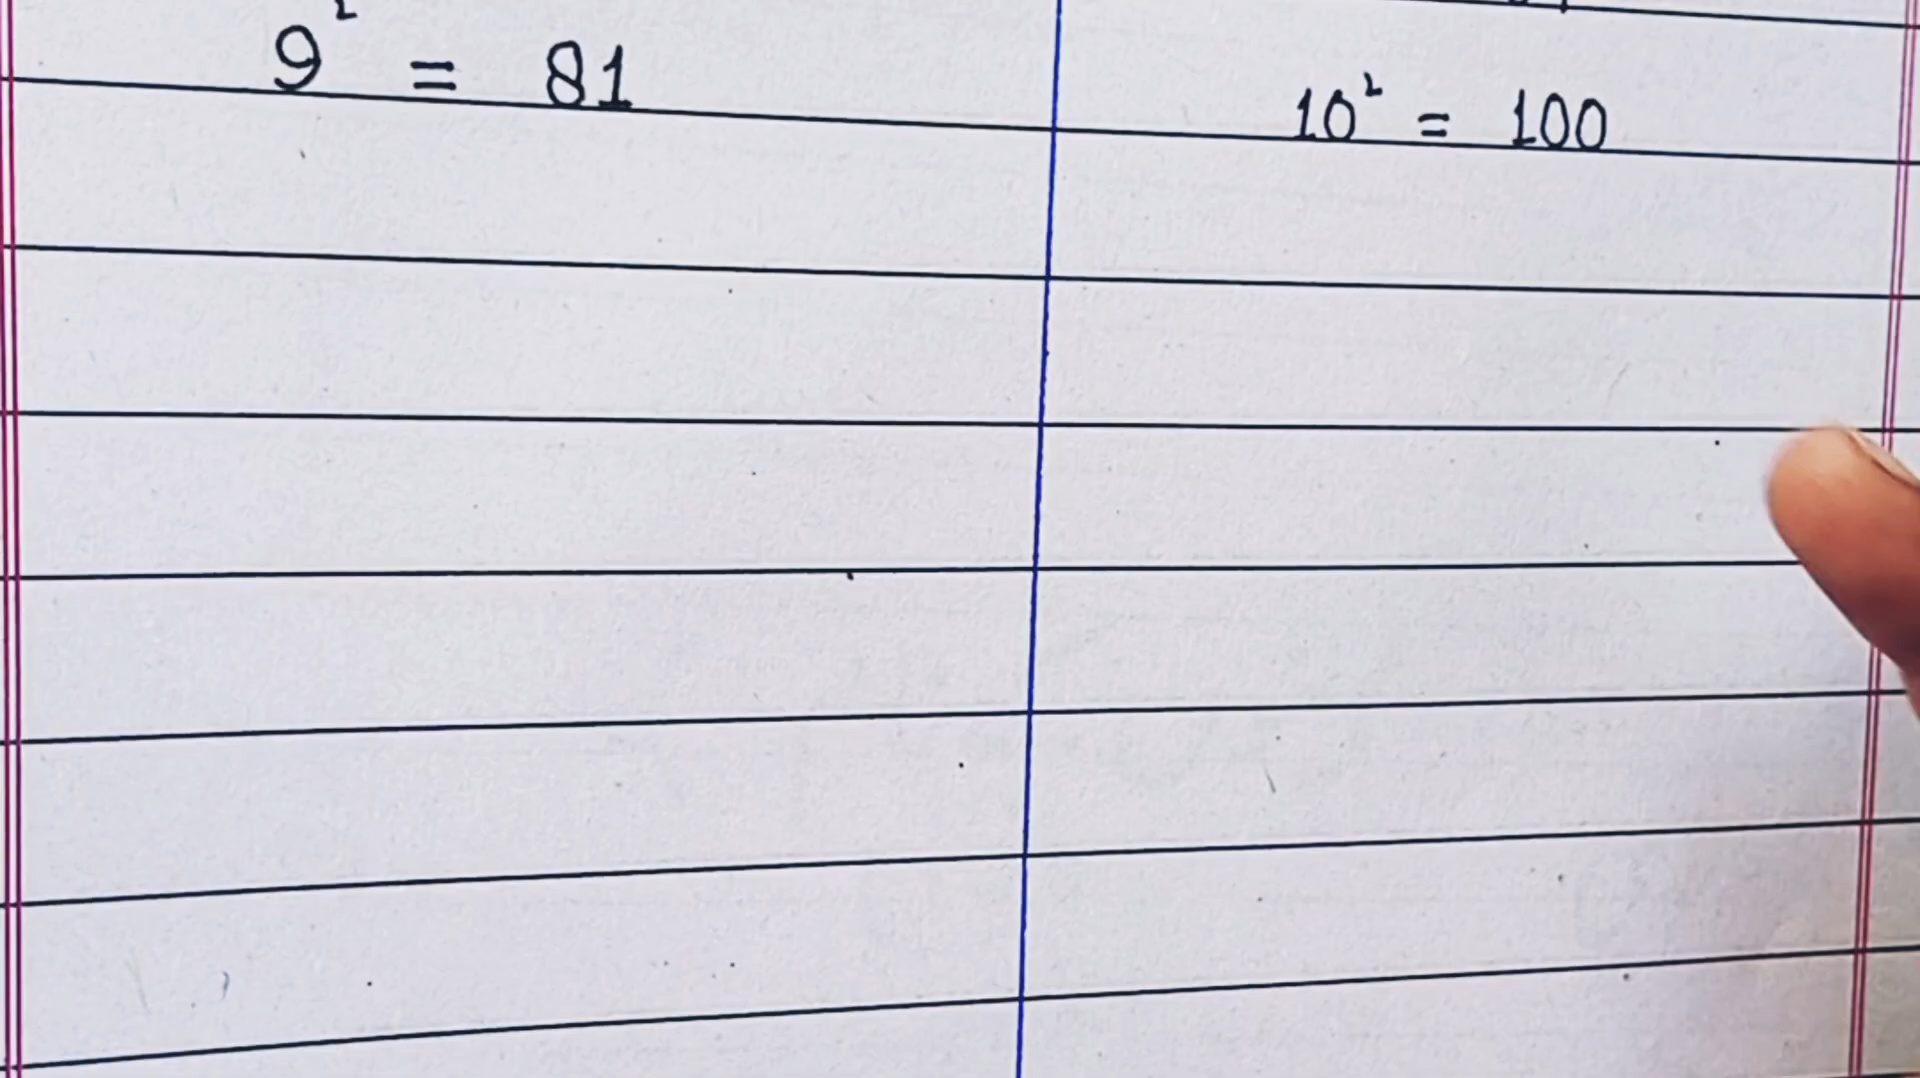 9² = 81
10² = 100